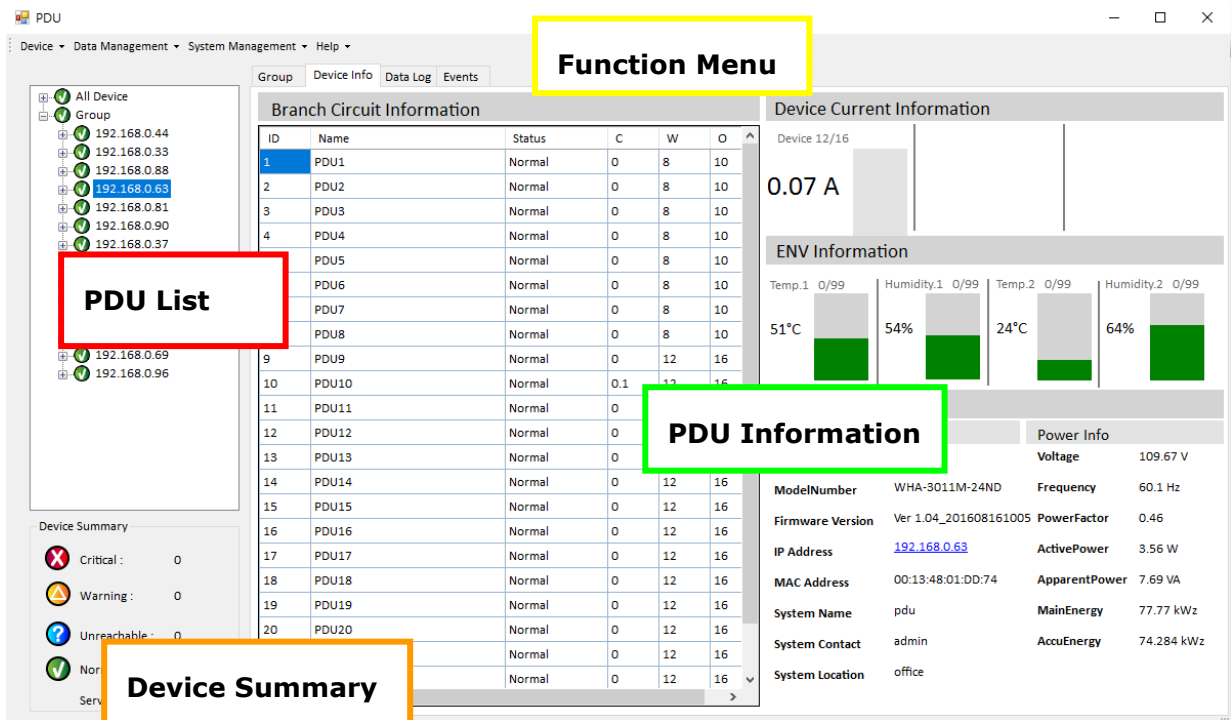 PDU
Device Data Management System Management Help
Function Menu
Group Device Info Data Log Events
All Device
Group
192.168.0.44
192.168.0.33
192.168.0.88
192.168.0.63
192.168.0.81
192.168.0.90
192.168.0.37
PDU List
192.168.0.69
192.168.0.96
Device Summary
Critical : 0
Warning : 0
Unreachable : 0
Device Summary
Branch Circuit Information
ID Name Status C W O
1 PDU1 Normal 0 8 10
2 PDU2 Normal 0 8 10
3 PDU3 Normal 0 8 10
4 PDU4 Normal 0 8 10
PDU5 Normal 0 8 10
PDU6 Normal 0 8 10
PDU7 Normal 0 8 10
PDU8 Normal 0 8 10
9 PDU9 Normal 0 12 16
10 PDU10 Normal 0.1 12 16
11 PDU11 Normal 0
12 PDU12 Normal 0
13 PDU13 Normal 0
14 PDU14 Normal 0 12 16
15 PDU15 Normal 0 12 16
16 PDU16 Normal 0 12 16
17 PDU17 Normal 0 12 16
18 PDU18 Normal 0 12 16
19 PDU19 Normal 0 12 16
20 PDU20 Normal 0 12 16
Normal 0 12 16
Normal 0 12 16
PDU Information
Device Current Information
Device 12/16
0.07 A
ENV Information
Temp.1 0/99 Humidity.1 0/99 Temp.2 0/99 Humidity.2 0/99
51°C 54% 24°C 64%
ModelNumber WHA-3011M-24ND
Firmware Version Ver 1.04_201608161005
IP Address 192.168.0.63
MAC Address 00:13:48:01:DD:74
System Name pdu
System Contact admin
System Location office
Power Info
Voltage 109.67 V
Frequency 60.1 Hz
PowerFactor 0.46
ActivePower 3.56 W
ApparentPower 7.69 VA
MainEnergy 77.77 kWz
AccuEnergy 74.284 kWz